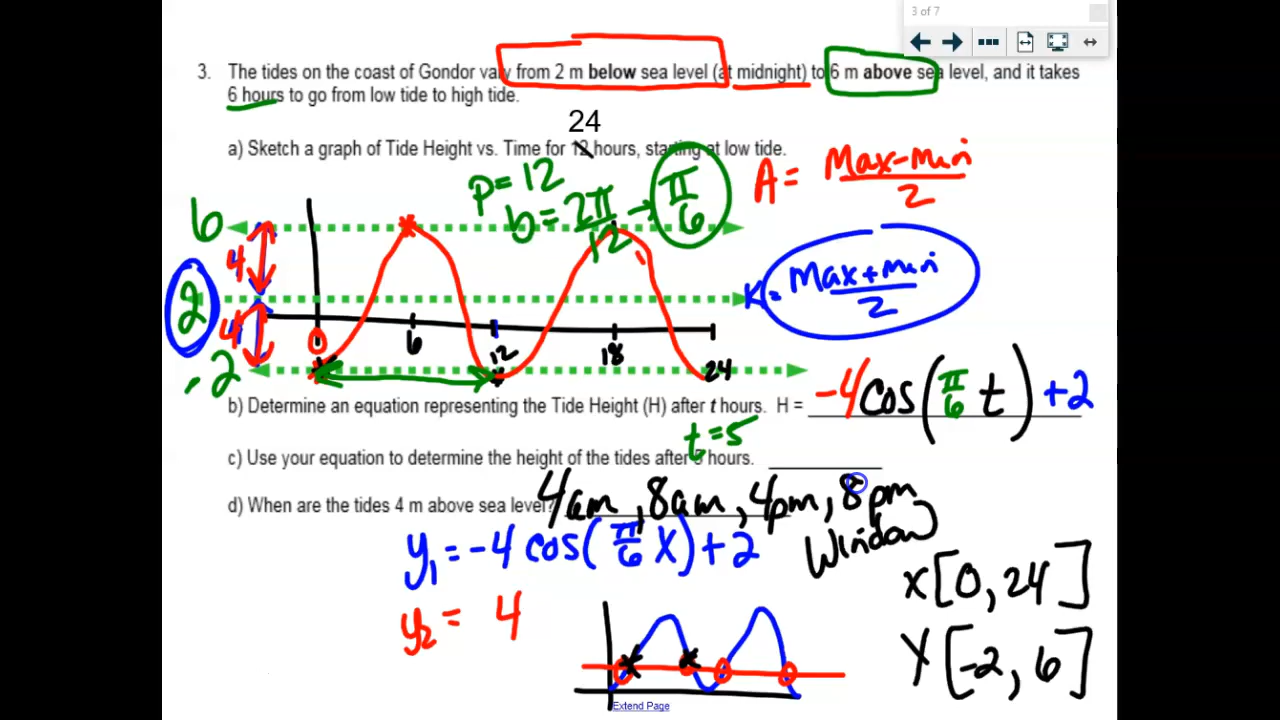 3 of 7
3. The tides on the coast of Gondor vary from 2 m below sea level (at midnight) to 6 m above sea level, and it takes
6 hours to go from low tide to high tide.
24
a) Sketch a graph of Tide Height vs. Time for 12 hours, starting at low tide.
P = 12
b = 2π/12 → π/6
A = Max - Min / 2
K = Max + min / 2
6
4
2
4
-2
0 6 12 18 24
b) Determine an equation representing the Tide Height (H) after t hours. H = -4 cos(π/6 t) + 2
t = 5
c) Use your equation to determine the height of the tides after 5 hours.
d) When are the tides 4 m above sea level? 4am, 8am, 4pm, 8pm
Window
y1 = -4 cos(π/6 x) + 2
x [0, 24]
y2 = 4
Y [-2, 6]
Extend Page